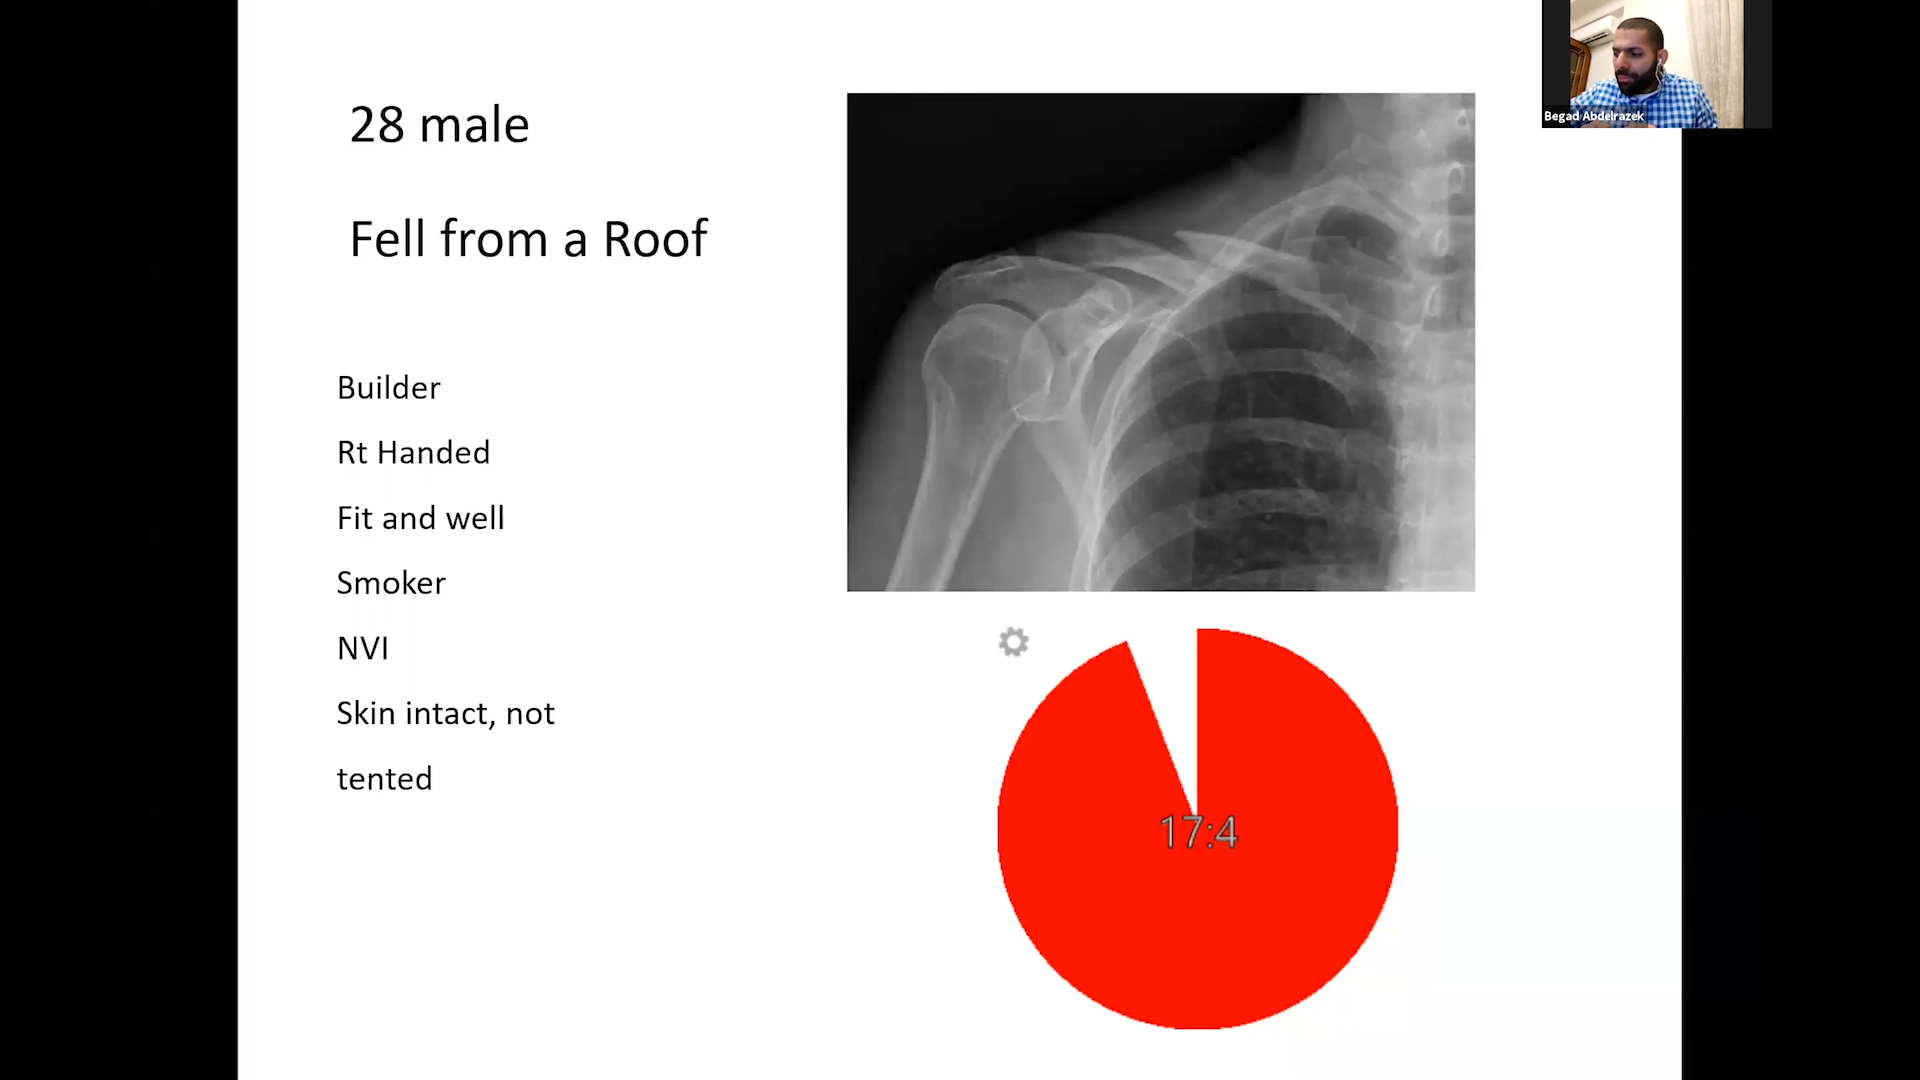 28 male
Fell from a Roof
Builder
Rt Handed
Fit and well
Smoker
NVI
Skin intact, not
tented
17:4
Begad Abdelrazek